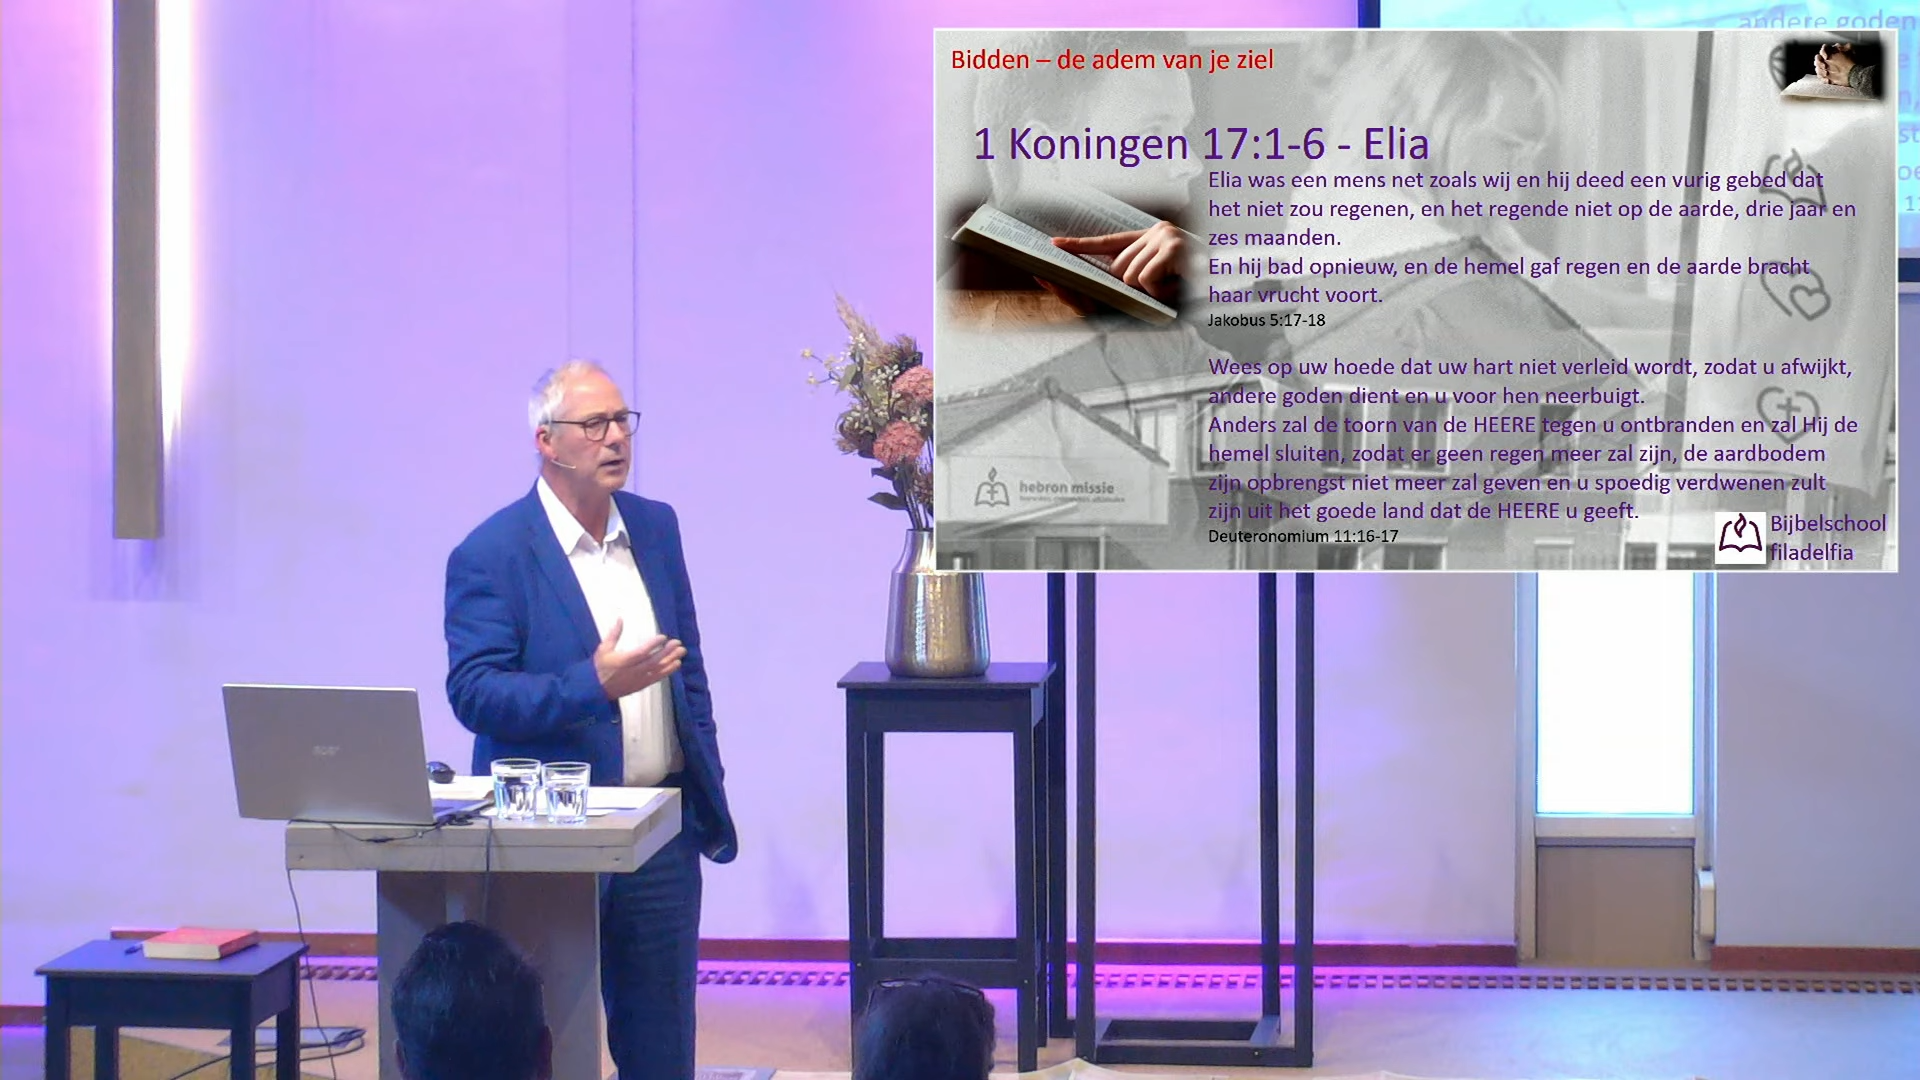 andere goden
Bidden – de adem van je ziel
1 Koningen 17:1-6 - Elia
Elia was een mens net zoals wij en hij deed een vurig gebed dat
het niet zou regenen, en het regende niet op de aarde, drie jaar en
zes maanden.
En hij bad opnieuw, en de hemel gaf regen en de aarde bracht
haar vrucht voort.
Jakobus 5:17-18
Wees op uw hoede dat uw hart niet verleid wordt, zodat u afwijkt,
andere goden dient en u voor hen neerbuigt.
Anders zal de toorn van de HEERE tegen u ontbranden en zal Hij de
hemel sluiten, zodat er geen regen meer zal zijn, de aardbodem
zijn opbrengst niet meer zal geven en u spoedig verdwenen zult
zijn uit het goede land dat de HEERE u geeft.
Deuteronomium 11:16-17
hebron missie
Bijbelschool
filadelfia